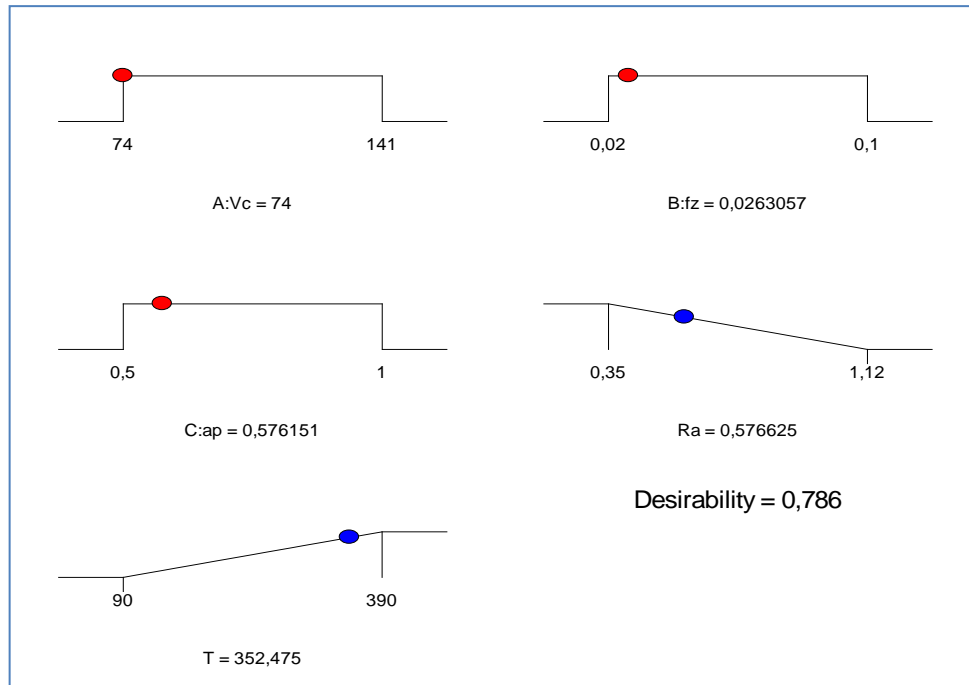 74 141
A:Vc = 74
0,02 0,1
B:fz = 0,0263057
0,5 1
C:ap = 0,576151
0,35 1,12
Ra = 0,576625
90 390
T = 352,475
Desirability = 0,786